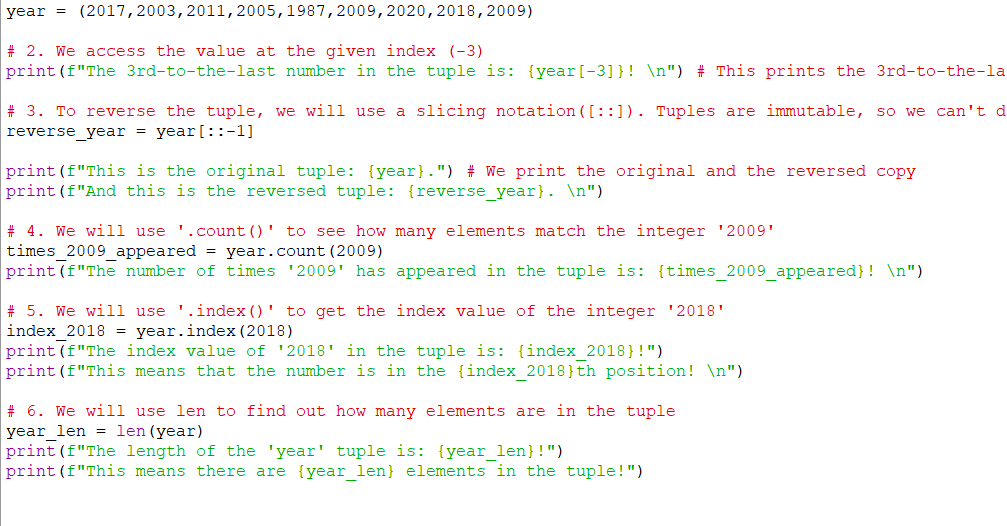 year = (2017,2003,2011,2005,1987,2009,2020,2018,2009)
# 2. We access the value at the given index (-3)
print(f"The 3rd-to-the-last number in the tuple is: {year[-3]}! \n") # This prints the 3rd-to-the-la
# 3. To reverse the tuple, we will use a slicing notation([::]). Tuples are immutable, so we can't d
reverse_year = year[::-1]
print(f"This is the original tuple: {year}.") # We print the original and the reversed copy
print(f"And this is the reversed tuple: {reverse_year}. \n")
# 4. We will use '.count()' to see how many elements match the integer '2009'
times_2009_appeared = year.count(2009)
print(f"The number of times '2009' has appeared in the tuple is: {times_2009_appeared}! \n")
# 5. We will use '.index()' to get the index value of the integer '2018'
index_2018 = year.index(2018)
print(f"The index value of '2018' in the tuple is: {index_2018}!")
print(f"This means that the number is in the {index_2018}th position! \n")
# 6. We will use len to find out how many elements are in the tuple
year_len = len(year)
print(f"The length of the 'year' tuple is: {year_len}!")
print(f"This means there are {year_len} elements in the tuple!")